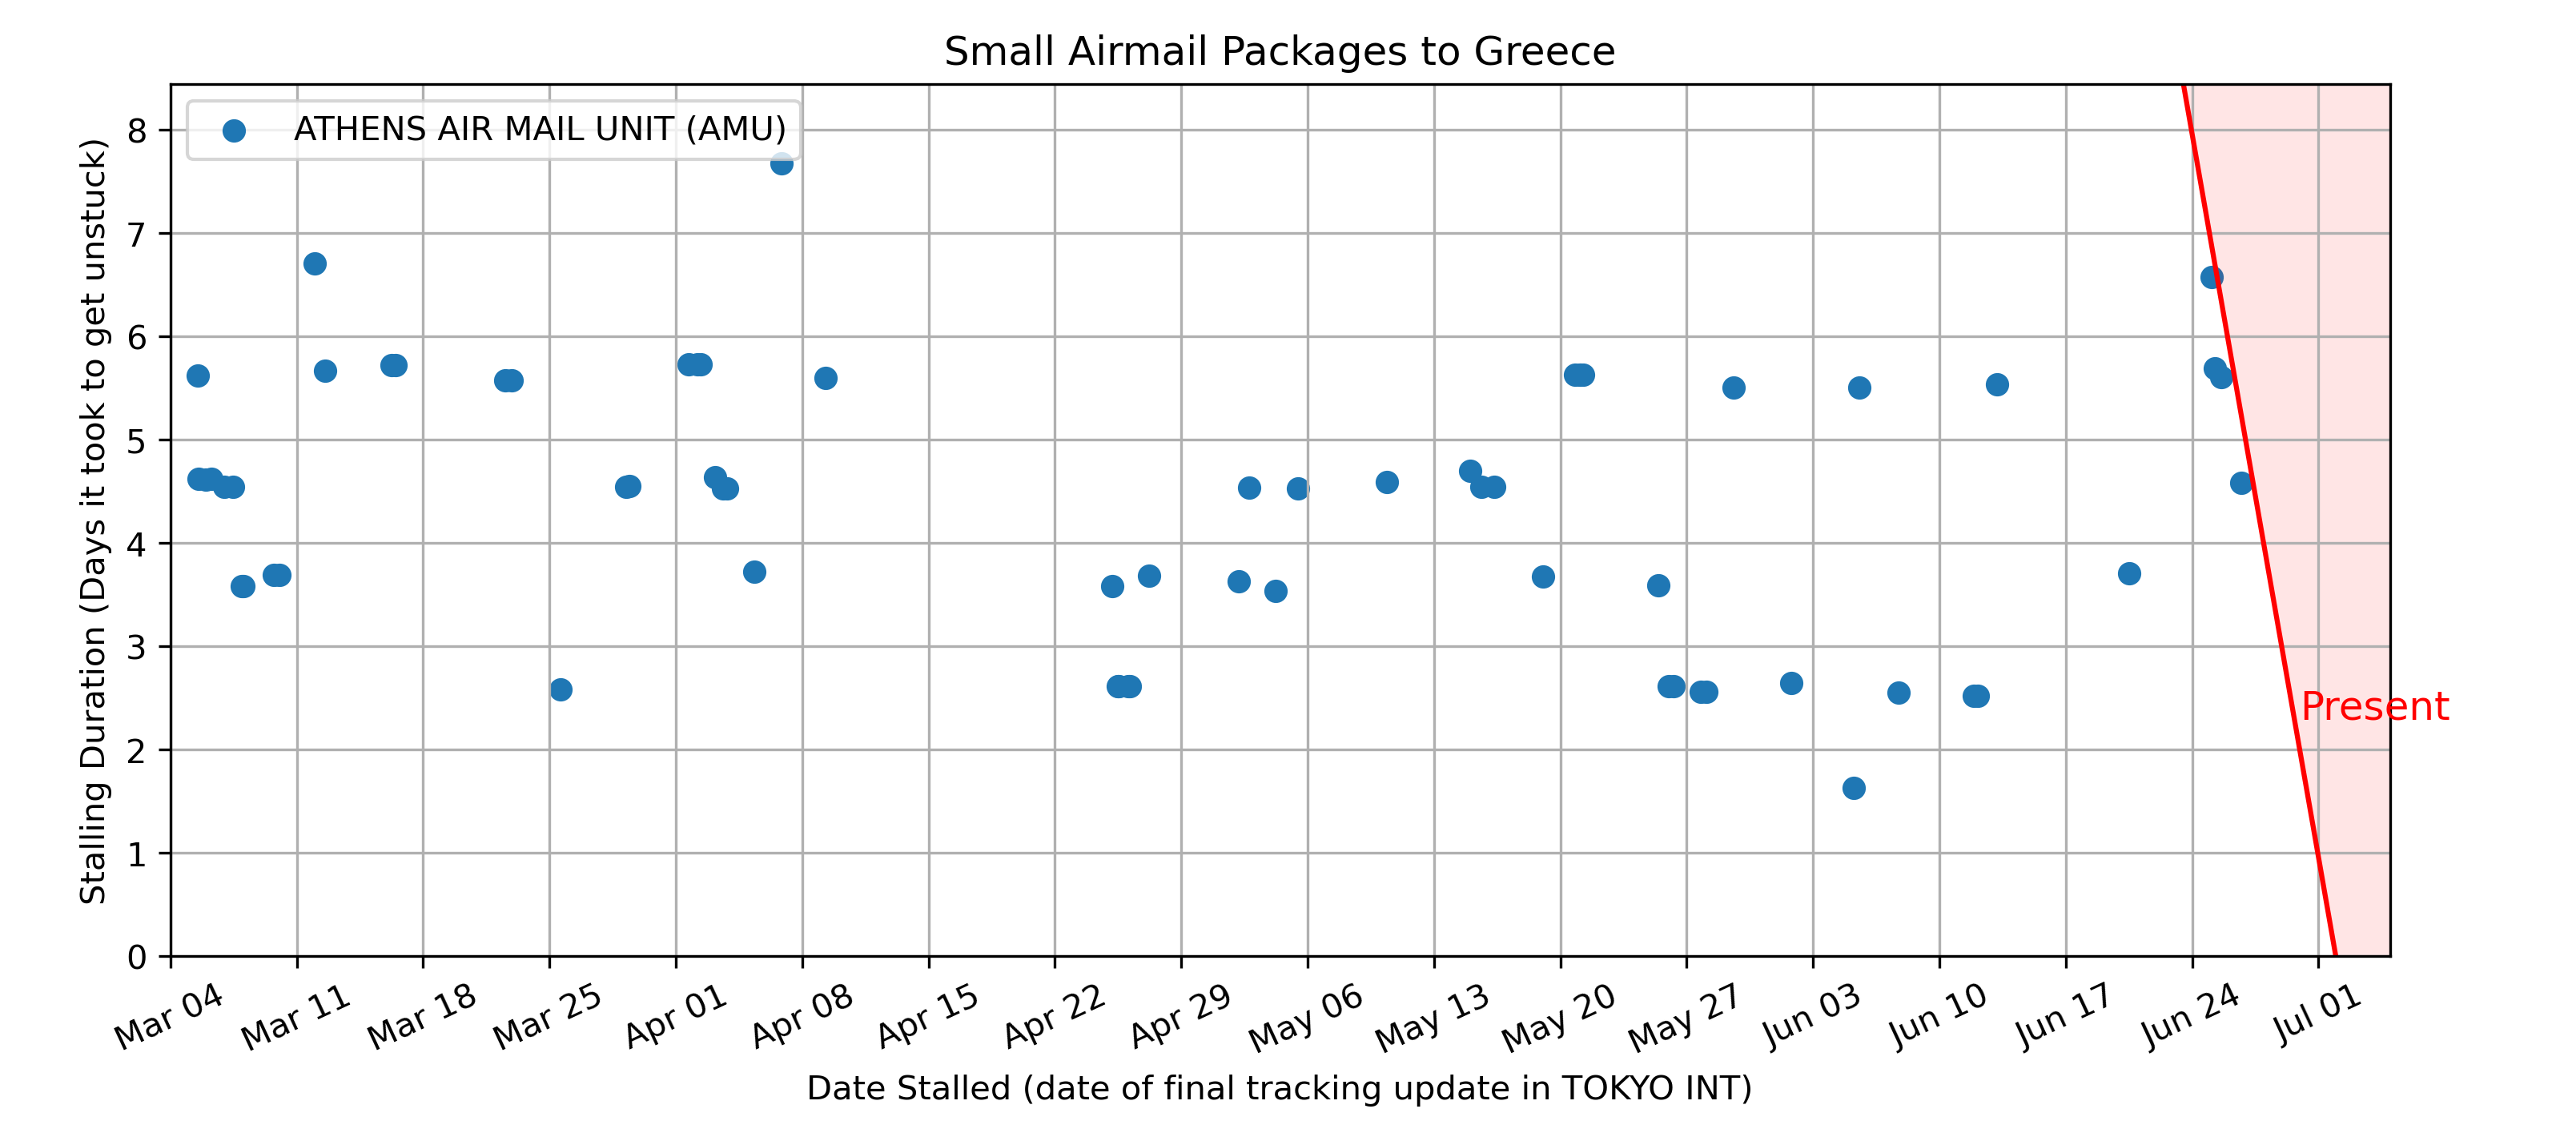 Small Airmail Packages to Greece
ATHENS AIR MAIL UNIT (AMU)
Stalling Duration (Days it took to get unstuck)
8
7
6
5
4
3
2
1
0
Present
Mar 04
Mar 11
Mar 18
Mar 25
Apr 01
Apr 08
Apr 15
Apr 22
Apr 29
May 06
May 13
May 20
May 27
Jun 03
Jun 10
Jun 17
Jun 24
Jul 01
Date Stalled (date of final tracking update in TOKYO INT)